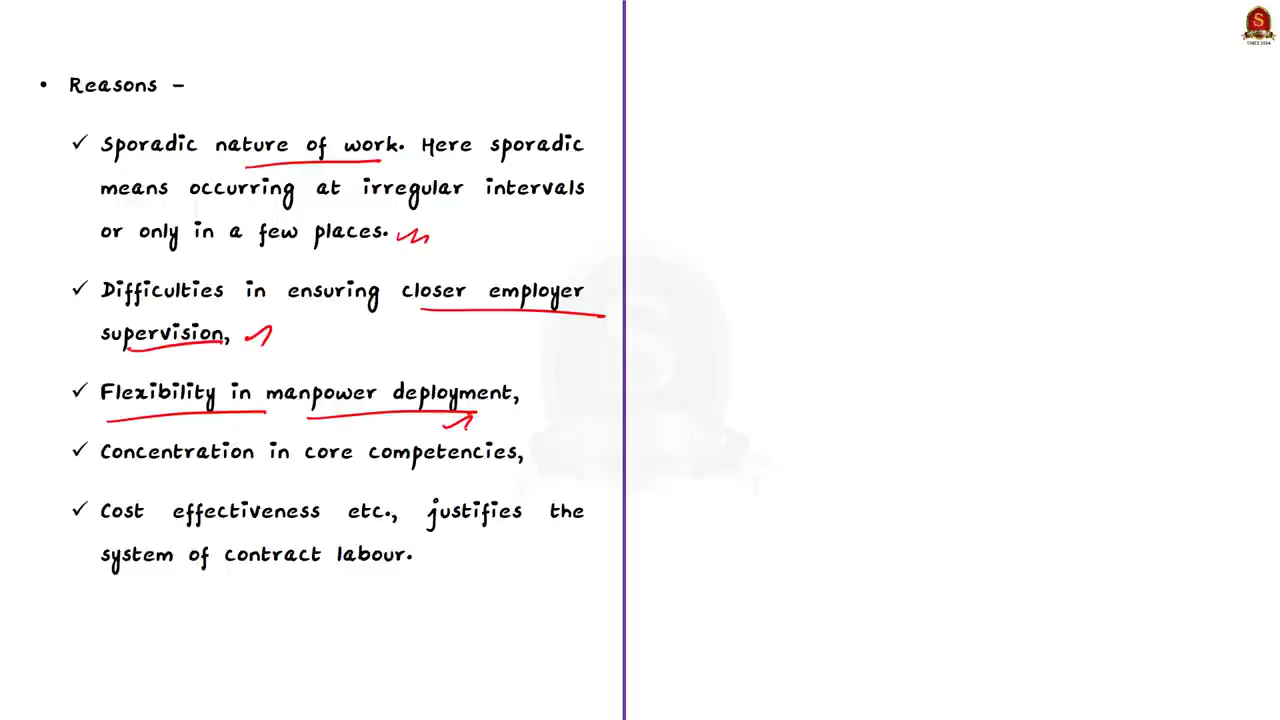 S
SINCE 2004
• Reasons –
✓ Sporadic nature of work. Here sporadic
means occurring at irregular intervals
or only in a few places.
✓ Difficulties in ensuring closer employer
supervision,
✓ Flexibility in manpower deployment,
✓ Concentration in core competencies,
✓ Cost effectiveness etc., justifies the
system of contract labour.